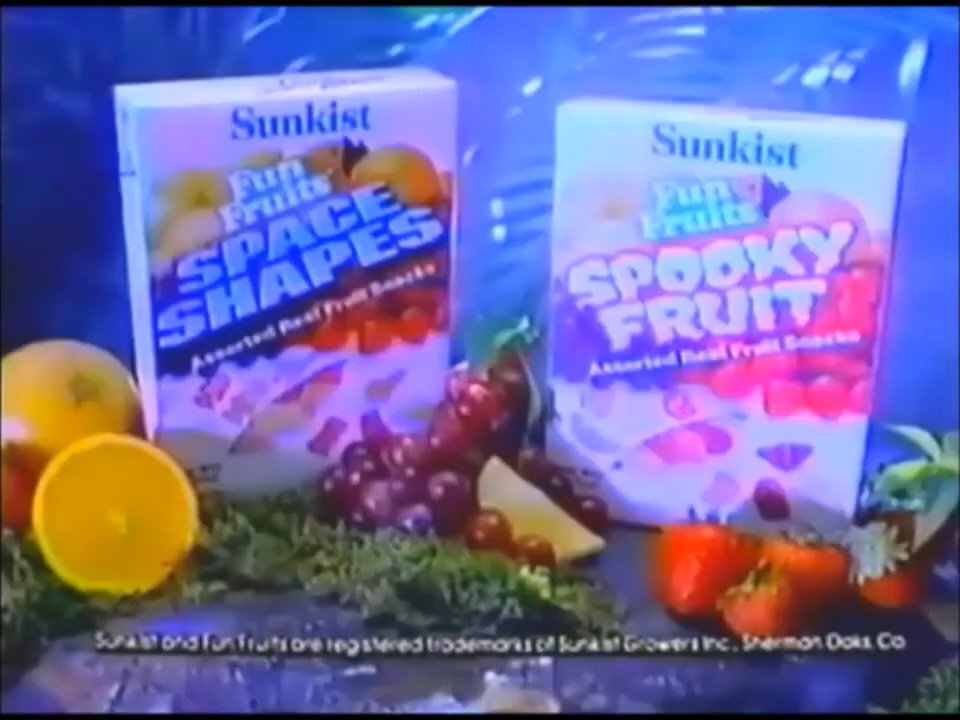 Sunkist
Fun
Fruits
SPACE
SHAPES
Assorted Real Fruit Snacks
Sunkist
Fun
Fruits
SPOOKY
FRUIT
Assorted Real Fruit Snacks
Sunkist and Fun Fruits are registered trademarks of Sunkist Growers Inc., Sherman Oaks, Ca